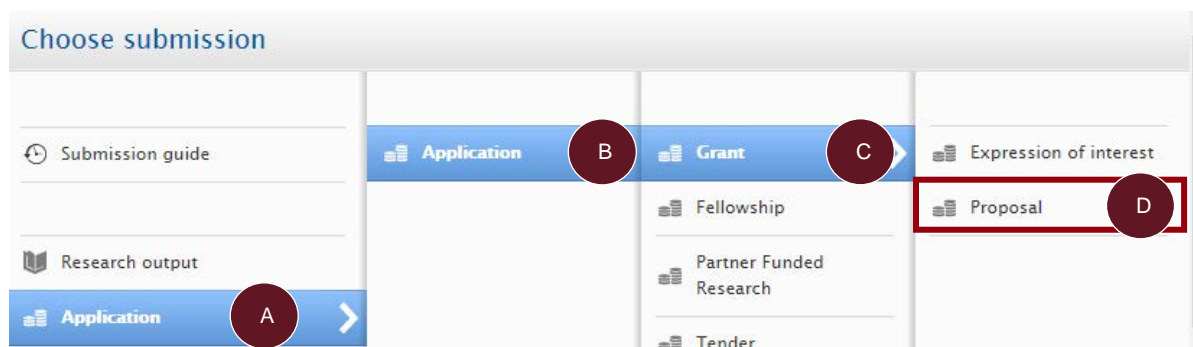 Choose submission
Submission guide
Research output
Application
A
Application
B
Grant
C
Fellowship
Partner Funded
Research
Tender
Expression of interest
Proposal
D